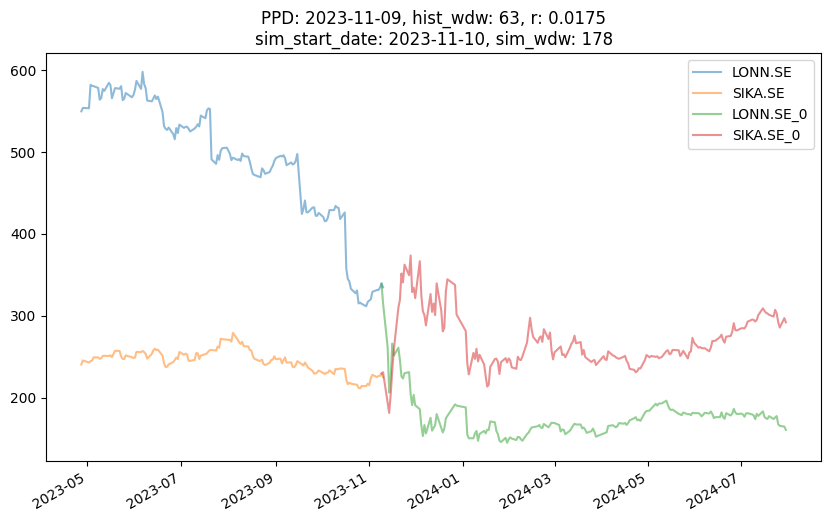 PPD: 2023-11-09, hist_wdw: 63, r: 0.0175
sim_start_date: 2023-11-10, sim_wdw: 178
LONN.SE
SIKA.SE
LONN.SE_0
SIKA.SE_0
600
500
400
300
200
2023-05
2023-07
2023-09
2023-11
2024-01
2024-03
2024-05
2024-07